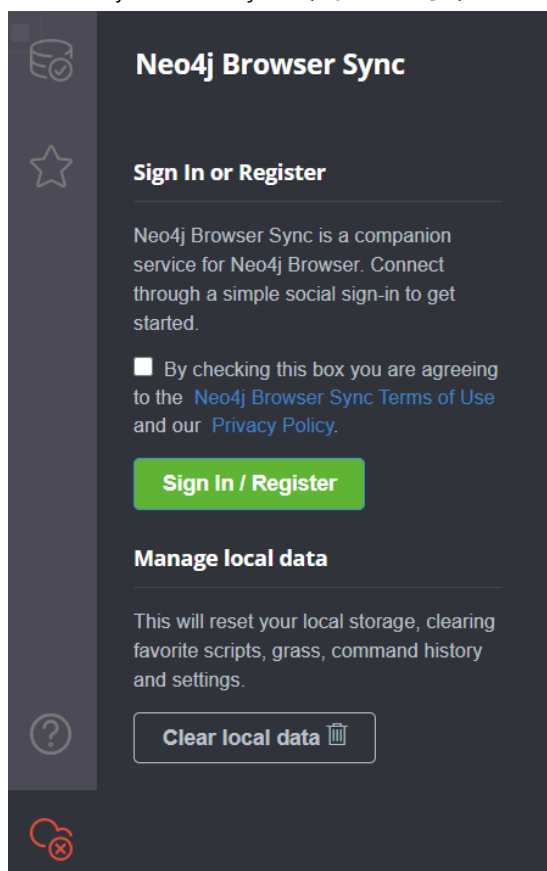 Neo4j Browser Sync
Sign In or Register
Neo4j Browser Sync is a companion
service for Neo4j Browser. Connect
through a simple social sign-in to get
started.
By checking this box you are agreeing
to the Neo4j Browser Sync Terms of Use
and our Privacy Policy.
Sign In / Register
Manage local data
This will reset your local storage, clearing
favorite scripts, grass, command history
and settings.
Clear local data